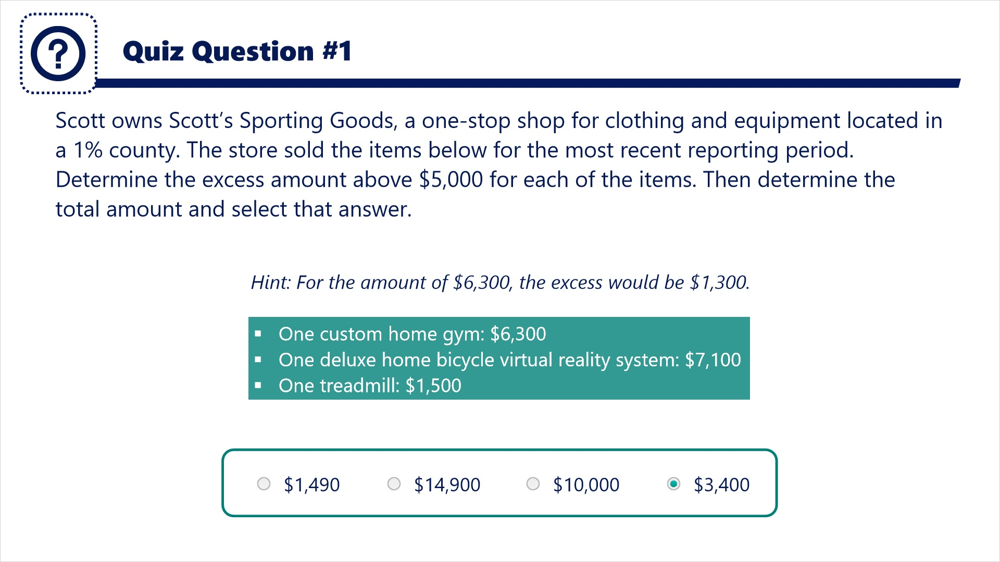 Quiz Question #1
Scott owns Scott’s Sporting Goods, a one-stop shop for clothing and equipment located in
a 1% county. The store sold the items below for the most recent reporting period.
Determine the excess amount above $5,000 for each of the items. Then determine the
total amount and select that answer.
Hint: For the amount of $6,300, the excess would be $1,300.
▪ One custom home gym: $6,300
▪ One deluxe home bicycle virtual reality system: $7,100
▪ One treadmill: $1,500
$1,490 $14,900 $10,000 $3,400